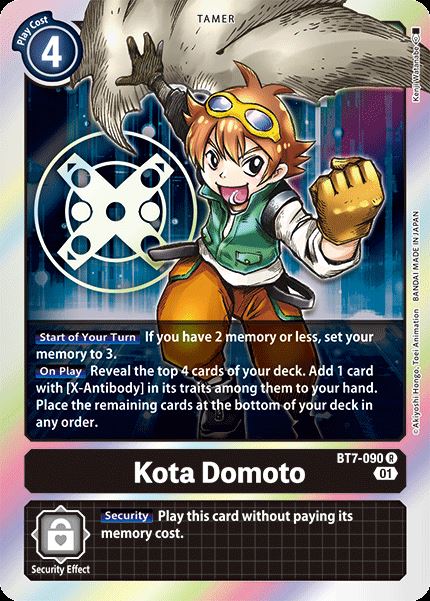 TAMER
Play Cost
4
Kenji Watanabe
Start of Your Turn If you have 2 memory or less, set your
memory to 3.
On Play Reveal the top 4 cards of your deck. Add 1 card
with [X-Antibody] in its traits among them to your hand.
Place the remaining cards at the bottom of your deck in
any order.
©Akiyoshi Hongo, Toei Animation BANDAI MADE IN JAPAN
BT7-090 R
Kota Domoto
01
Security Play this card without paying its
memory cost.
Security Effect